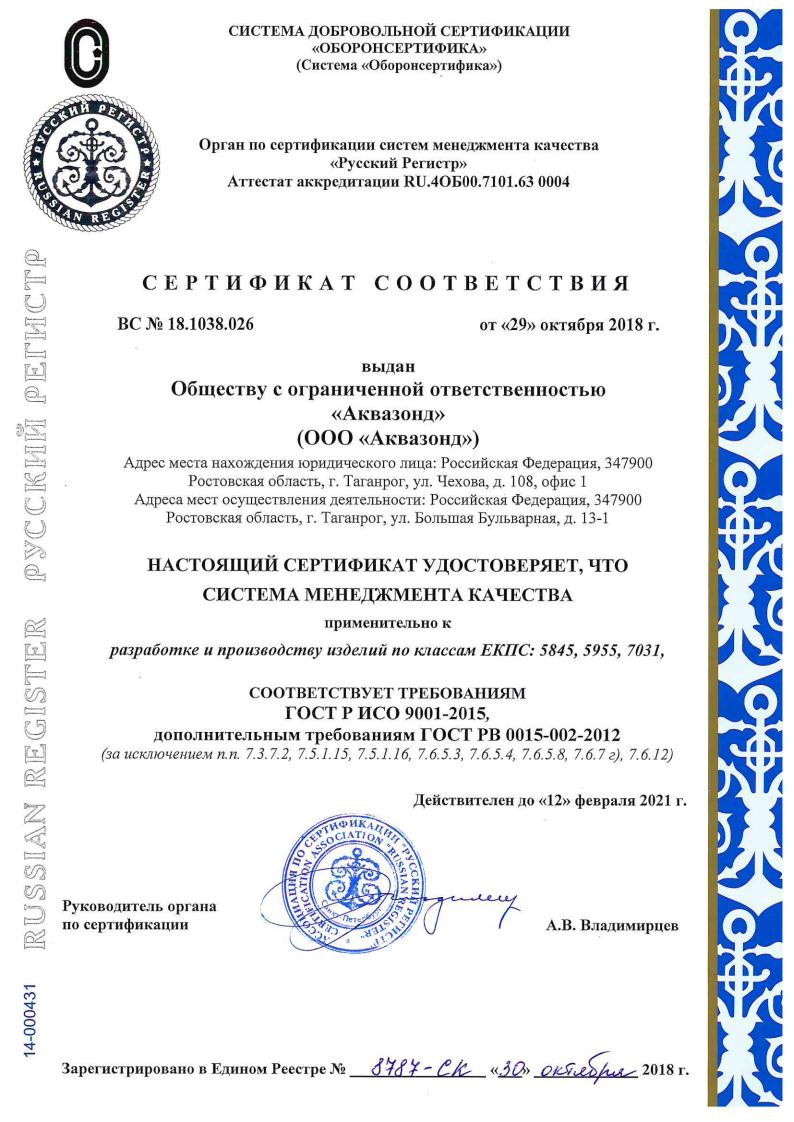 СИСТЕМА ДОБРОВОЛЬНОЙ СЕРТИФИКАЦИИ
«ОБОРОНСЕРТИФИКА»
(Система «Оборонсертифика»)
РУССКИЙ РЕГИСТР
RUSSIAN REGISTER
Орган по сертификации систем менеджмента качества
«Русский Регистр»
Аттестат аккредитации RU.4ОБ00.7101.63 0004
СЕРТИФИКАТ СООТВЕТСТВИЯ
ВС № 18.1038.026 от «29» октября 2018 г.
выдан
Обществу с ограниченной ответственностью
«Аквазонд»
(ООО «Аквазонд»)
Адрес места нахождения юридического лица: Российская Федерация, 347900
Ростовская область, г. Таганрог, ул. Чехова, д. 108, офис 1
Адреса мест осуществления деятельности: Российская Федерация, 347900
Ростовская область, г. Таганрог, ул. Большая Бульварная, д. 13-1
НАСТОЯЩИЙ СЕРТИФИКАТ УДОСТОВЕРЯЕТ, ЧТО
СИСТЕМА МЕНЕДЖМЕНТА КАЧЕСТВА
применительно к
разработке и производству изделий по классам ЕКПС: 5845, 5955, 7031,
СООТВЕТСТВУЕТ ТРЕБОВАНИЯМ
ГОСТ Р ИСО 9001-2015,
дополнительным требованиям ГОСТ РВ 0015-002-2012
(за исключением п.п. 7.3.7.2, 7.5.1.15, 7.5.1.16, 7.6.5.3, 7.6.5.4, 7.6.5.8, 7.6.7 г), 7.6.12)
Действителен до «12» февраля 2021 г.
АССОЦИАЦИЯ ПО СЕРТИФИКАЦИИ "РУССКИЙ РЕГИСТР"
CERTIFICATION ASSOCIATION "RUSSIAN REGISTER"
Санкт-Петербург
Руководитель органа
по сертификации
А.В. Владимирцев
Зарегистрировано в Едином Реестре № 8787-СК «30» октября 2018 г.
RUSSIAN REGISTER РУССКИЙ РЕГИСТР
14-000431